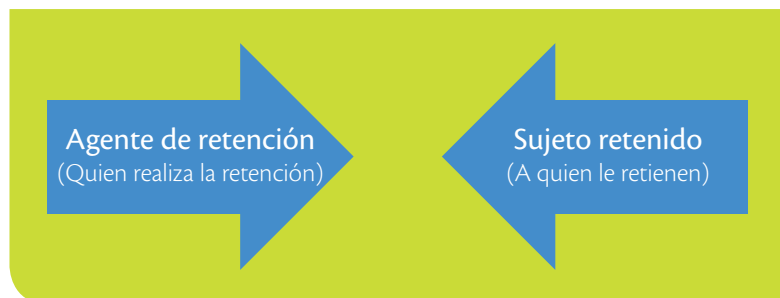 Agente de retención
(Quien realiza la retención)
Sujeto retenido
(A quien le retienen)